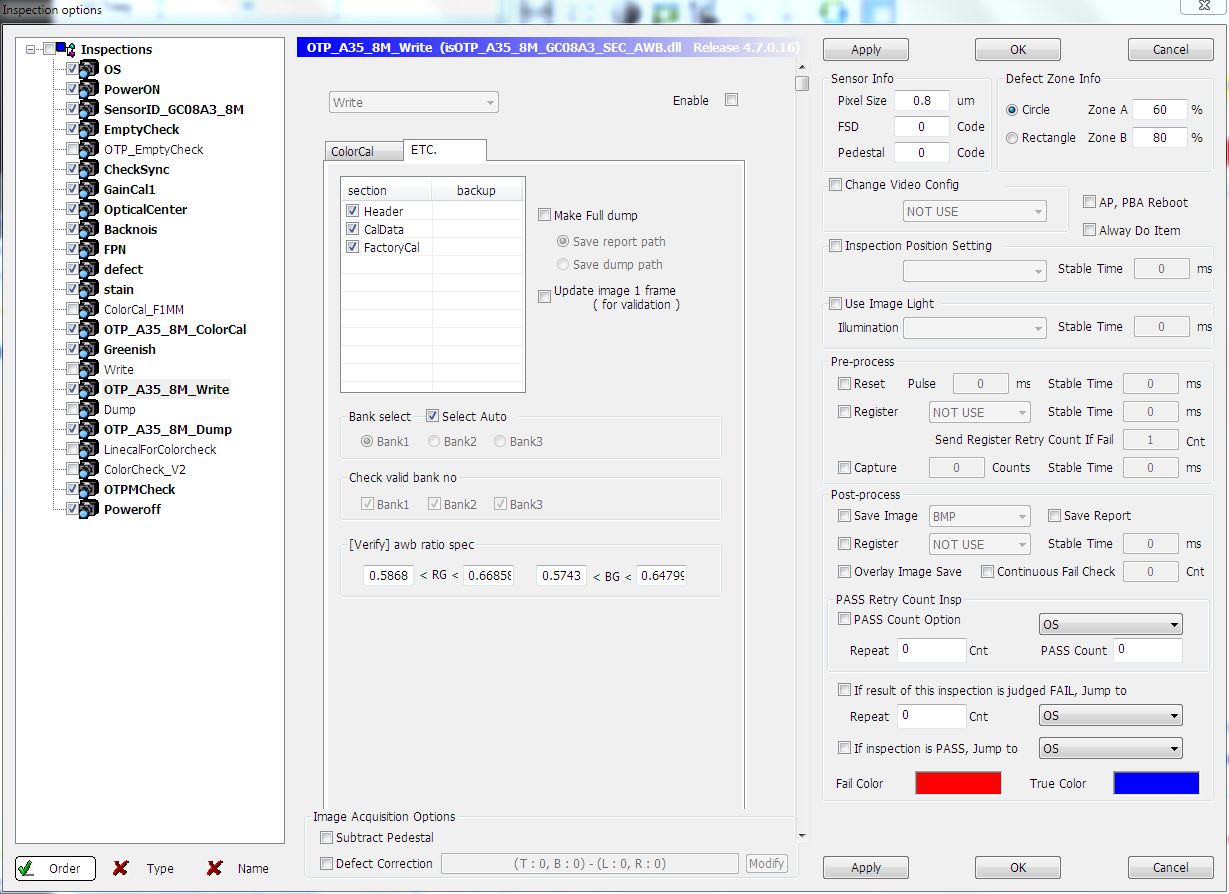 Inspection options
Inspections
OS
PowerON
SensorID_GC08A3_8M
EmptyCheck
OTP_EmptyCheck
CheckSync
GainCal1
OpticalCenter
Backnois
FPN
defect
stain
ColorCal_F1MM
OTP_A35_8M_ColorCal
Greenish
Write
OTP_A35_8M_Write
Dump
OTP_A35_8M_Dump
LinecalForColorcheck
ColorCheck_V2
OTPMCheck
Poweroff
Order Type Name
OTP_A35_8M_Write (isOTP_A35_8M_GC08A3_SEC_AWB.dll Release 4.7.0.16)
Write Enable
ColorCal ETC.
section backup
Header
CalData
FactoryCal
Make Full dump
Save report path
Save dump path
Update image 1 frame
( for validation )
Bank select Select Auto
Bank1 Bank2 Bank3
Check valid bank no
Bank1 Bank2 Bank3
[Verify] awb ratio spec
0.5868 < RG < 0.66858 0.5743 < BG < 0.64799
Image Acquisition Options
Subtract Pedestal
Defect Correction (T : 0, B : 0) - (L : 0, R : 0) Modify
Apply OK Cancel
Sensor Info
Pixel Size 0.8 um
FSD 0 Code
Pedestal 0 Code
Defect Zone Info
Circle Zone A 60 %
Rectangle Zone B 80 %
Change Video Config
NOT USE
AP, PBA Reboot
Alway Do Item
Inspection Position Setting
Stable Time 0 ms
Use Image Light
Illumination Stable Time 0 ms
Pre-process
Reset Pulse 0 ms Stable Time 0 ms
Register NOT USE Stable Time 0 ms
Send Register Retry Count If Fail 1 Cnt
Capture 0 Counts Stable Time 0 ms
Post-process
Save Image BMP Save Report
Register NOT USE Stable Time 0 ms
Overlay Image Save Continuous Fail Check 0 Cnt
PASS Retry Count Insp
PASS Count Option OS
Repeat 0 Cnt PASS Count 0
If result of this inspection is judged FAIL, Jump to
Repeat 0 Cnt OS
If inspection is PASS, Jump to OS
Fail Color True Color
Apply OK Cancel